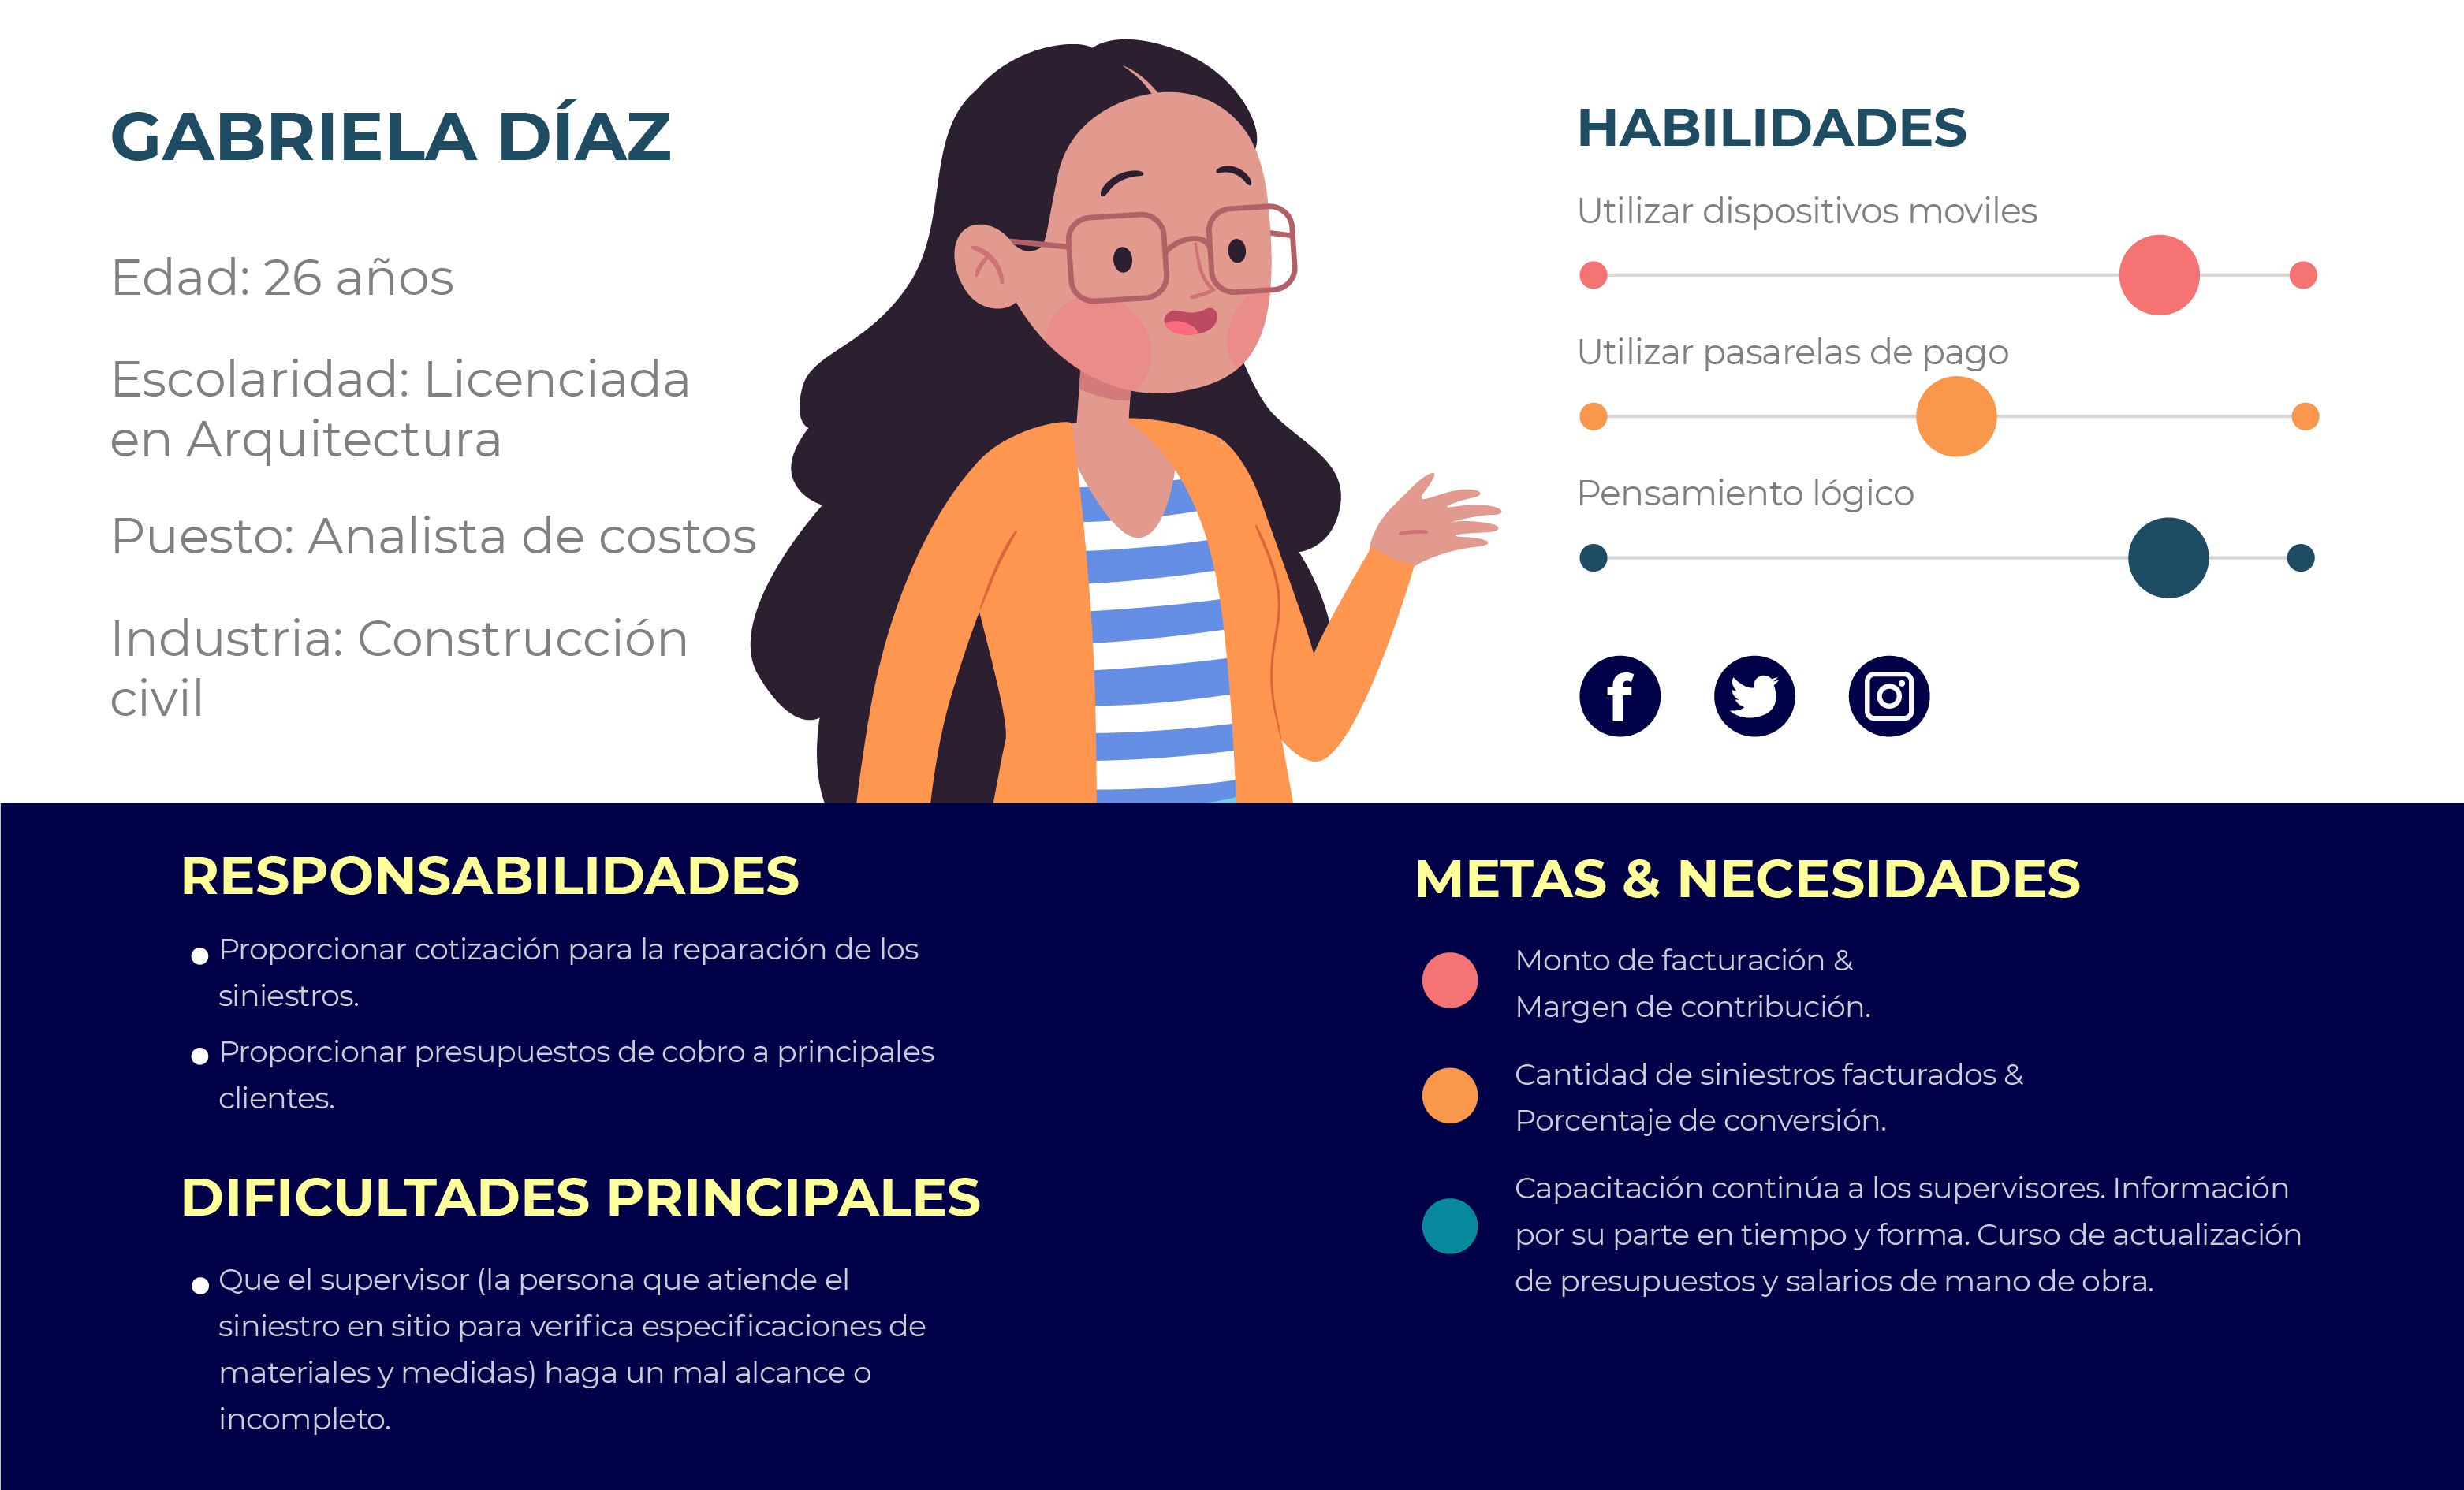 GABRIELA DÍAZ
Edad: 26 años
Escolaridad: Licenciada
en Arquitectura
Puesto: Analista de costos
Industria: Construcción
civil
HABILIDADES
Utilizar dispositivos moviles
Utilizar pasarelas de pago
Pensamiento lógico
RESPONSABILIDADES
Proporcionar cotización para la reparación de los
siniestros.
Proporcionar presupuestos de cobro a principales
clientes.
DIFICULTADES PRINCIPALES
Que el supervisor (la persona que atiende el
siniestro en sitio para verifica especificaciones de
materiales y medidas) haga un mal alcance o
incompleto.
METAS & NECESIDADES
Monto de facturación &
Margen de contribución.
Cantidad de siniestros facturados &
Porcentaje de conversión.
Capacitación continúa a los supervisores. Información
por su parte en tiempo y forma. Curso de actualización
de presupuestos y salarios de mano de obra.